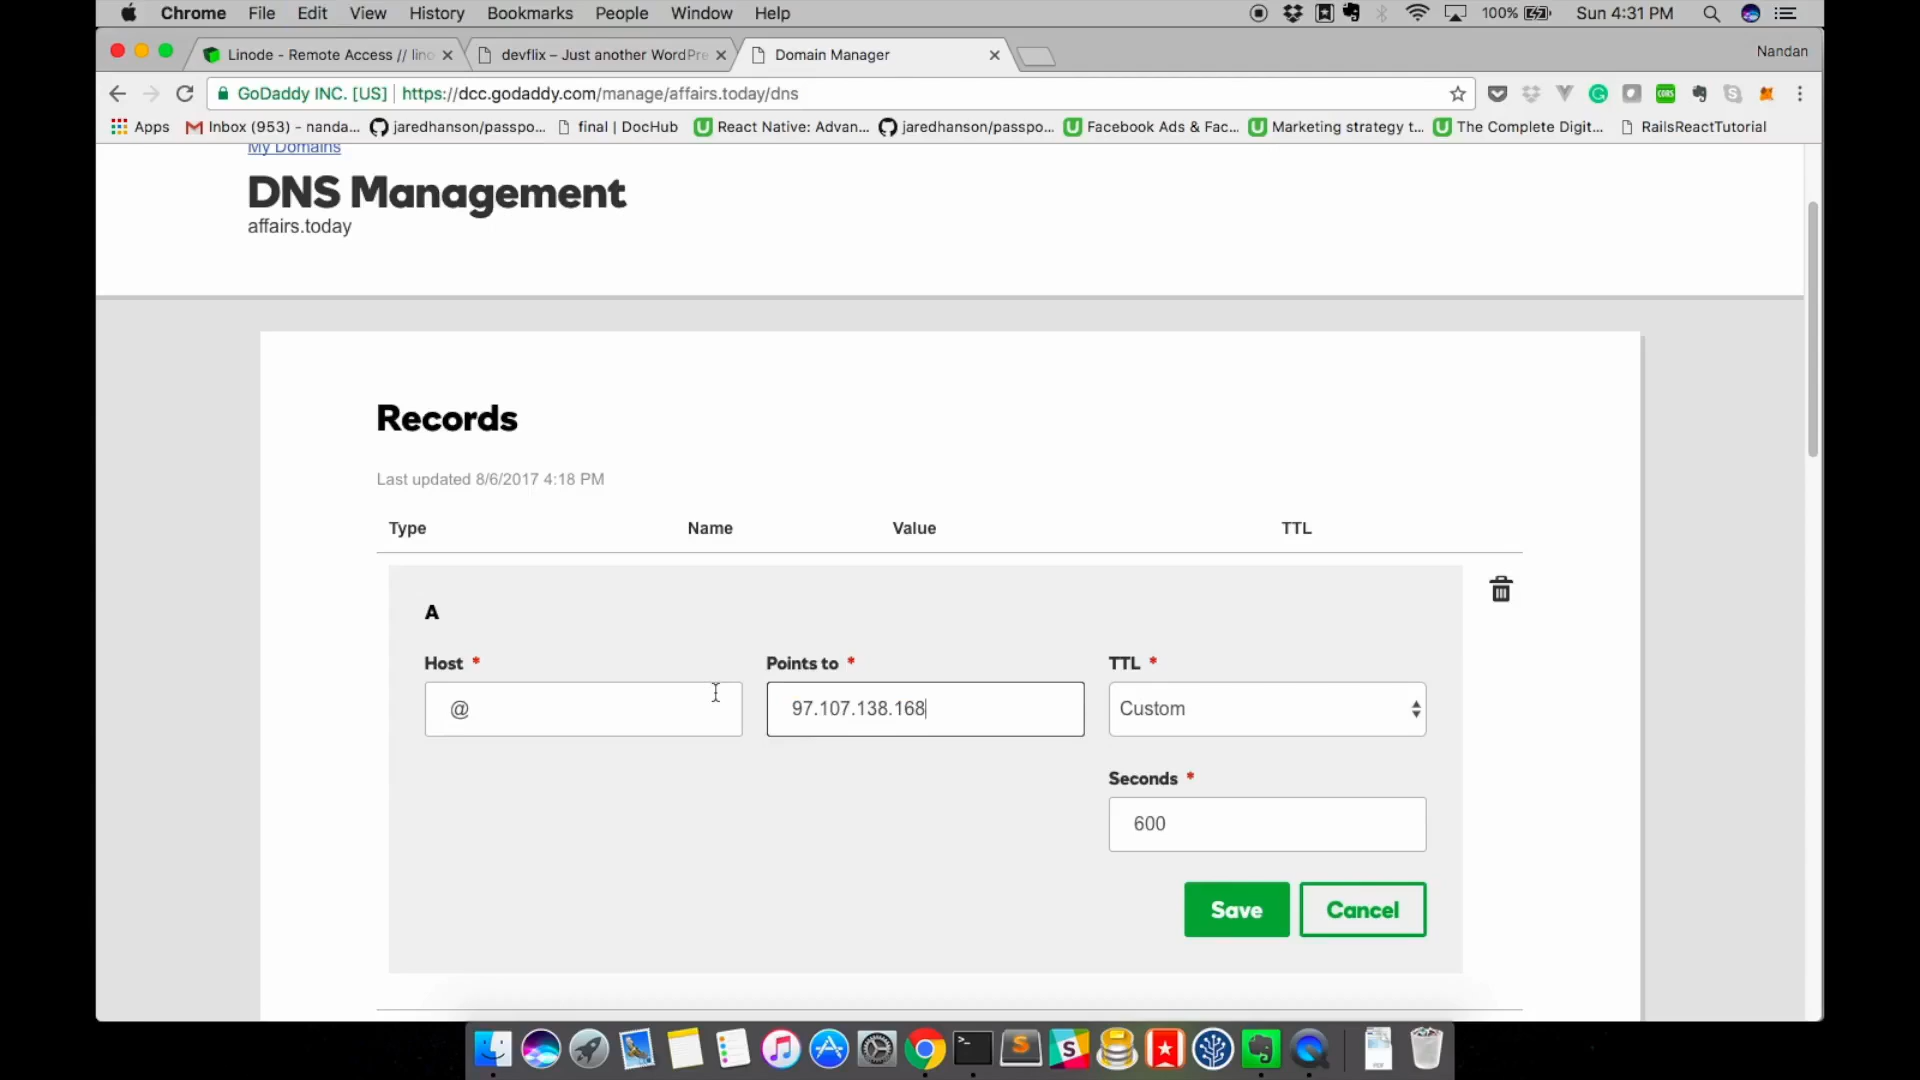 Chrome File Edit View History Bookmarks People Window Help 100% Sun 4:31 PM
Linode - Remote Access // lino devflix – Just another WordPre Domain Manager Nandan
GoDaddy INC. [US] https://dcc.godaddy.com/manage/affairs.today/dns
Apps Inbox (953) - nanda... jaredhanson/passpo... final | DocHub React Native: Advan... jaredhanson/passpo... Facebook Ads & Fac... Marketing strategy t... The Complete Digit... RailsReactTutorial
My Domains
DNS Management
affairs.today
Records
Last updated 8/6/2017 4:18 PM
Type Name Value TTL
A
Host * Points to * TTL *
@ 97.107.138.168 Custom
Seconds *
600
Save Cancel